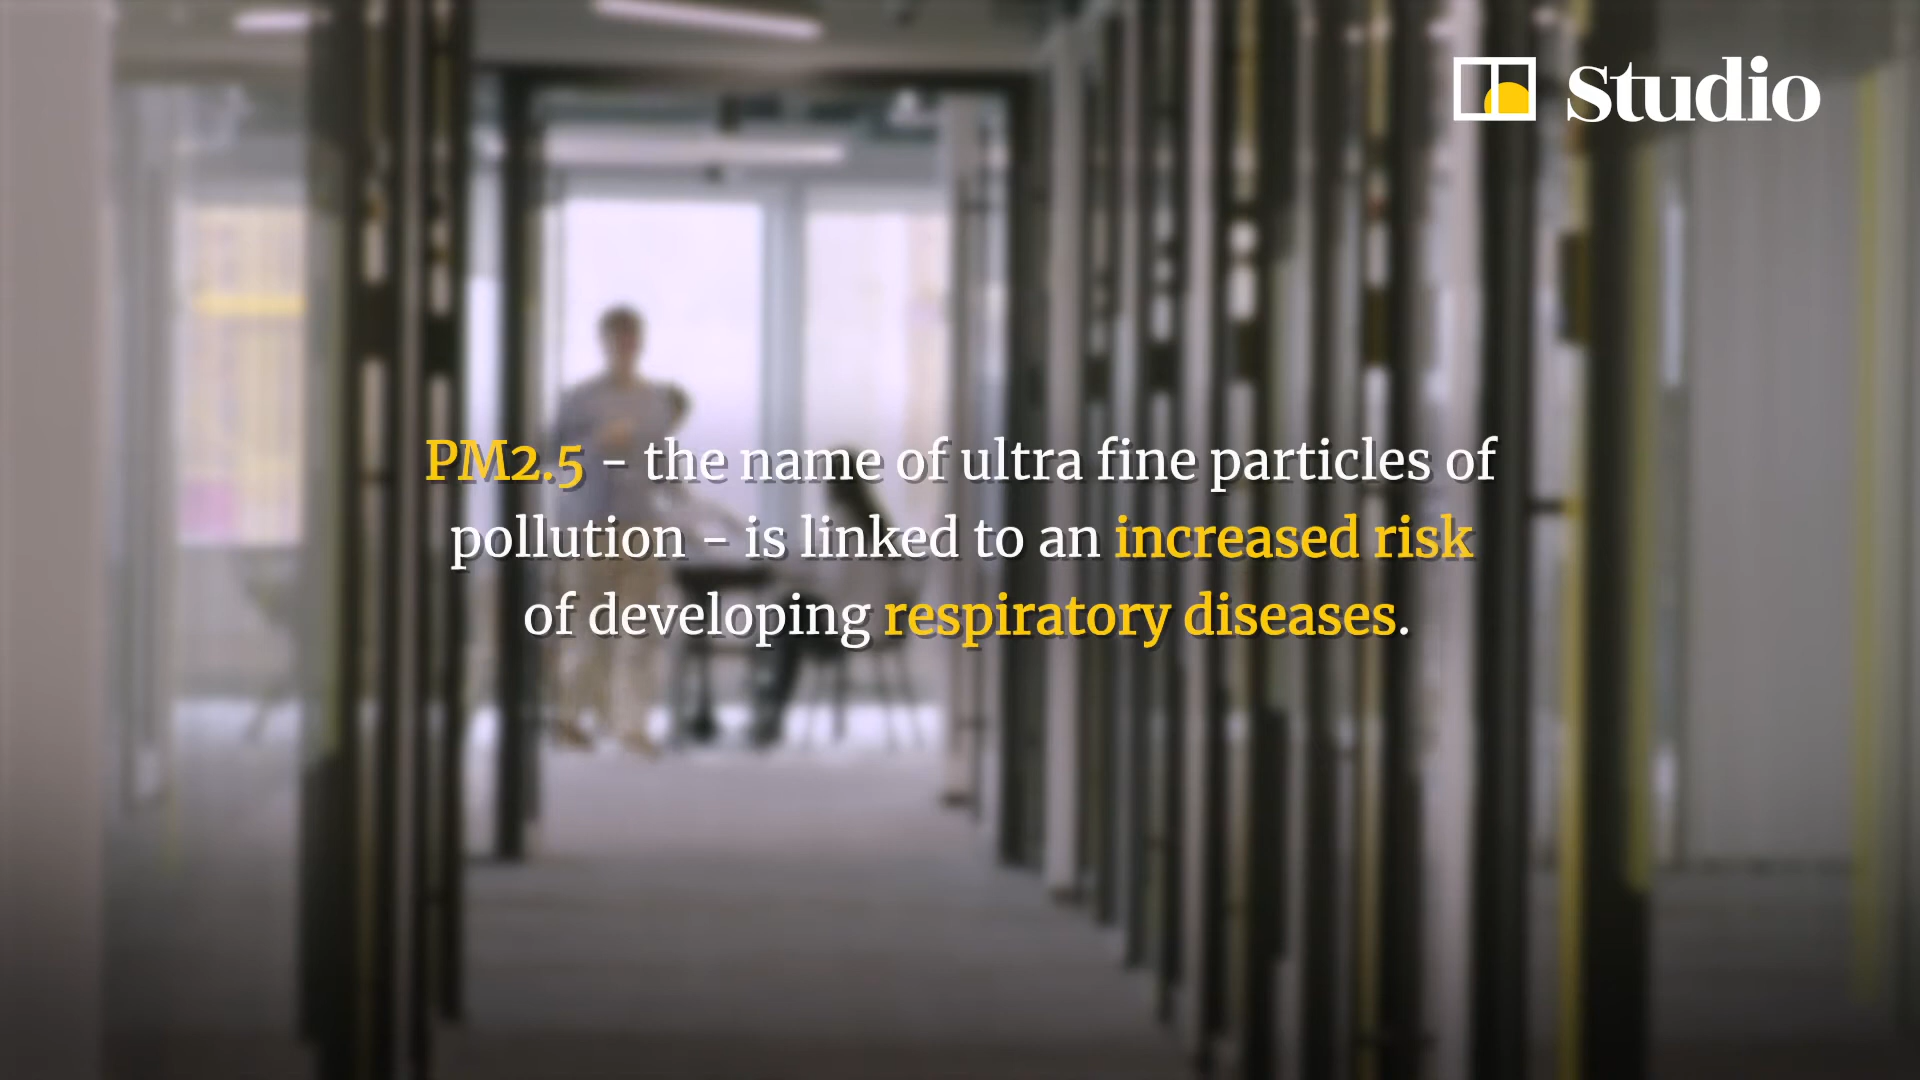 Studio
PM2.5 - the name of ultra fine particles of
pollution - is linked to an increased risk
of developing respiratory diseases.